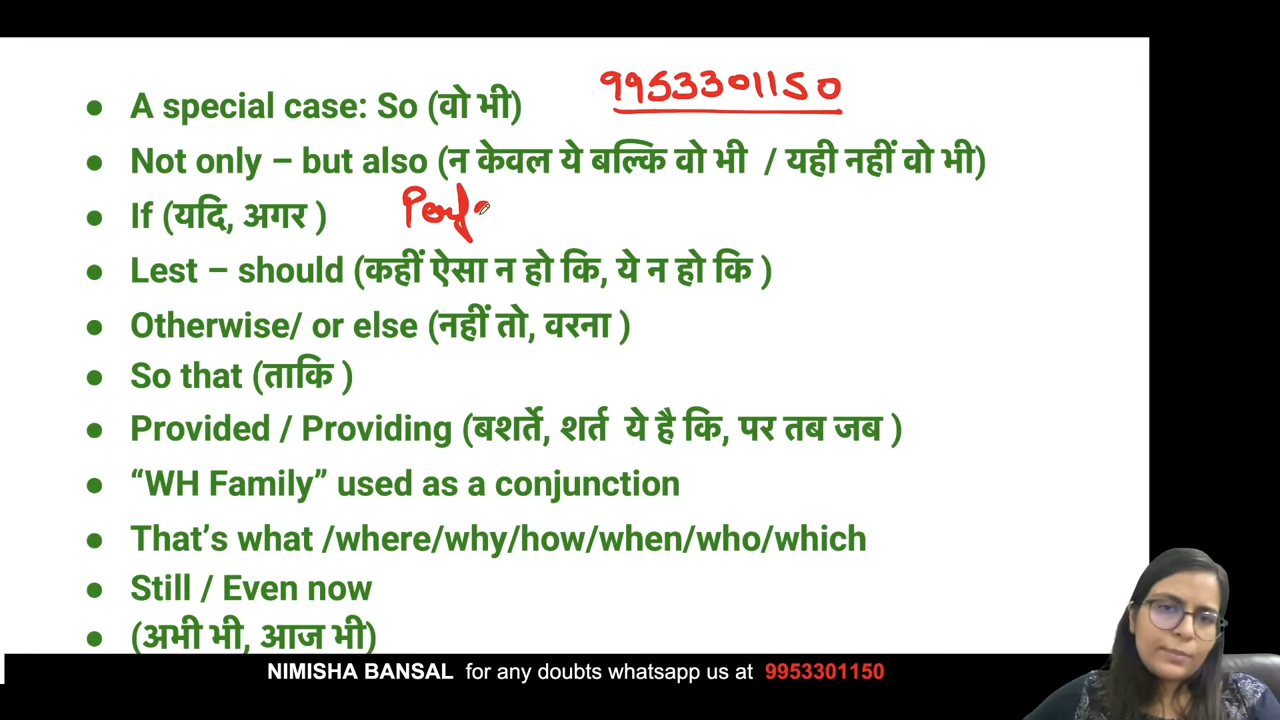 ● A special case: So (वो भी) 9953301150
● Not only – but also (न केवल ये बल्कि वो भी / यही नहीं वो भी)
● If (यदि, अगर )
● Lest – should (कहीं ऐसा न हो कि, ये न हो कि )
● Otherwise/ or else (नहीं तो, वरना )
● So that (ताकि )
● Provided / Providing (बशर्ते, शर्त ये है कि, पर तब जब )
● “WH Family” used as a conjunction
● That’s what /where/why/how/when/who/which
● Still / Even now
● (अभी भी, आज भी)
NIMISHA BANSAL for any doubts whatsapp us at 9953301150